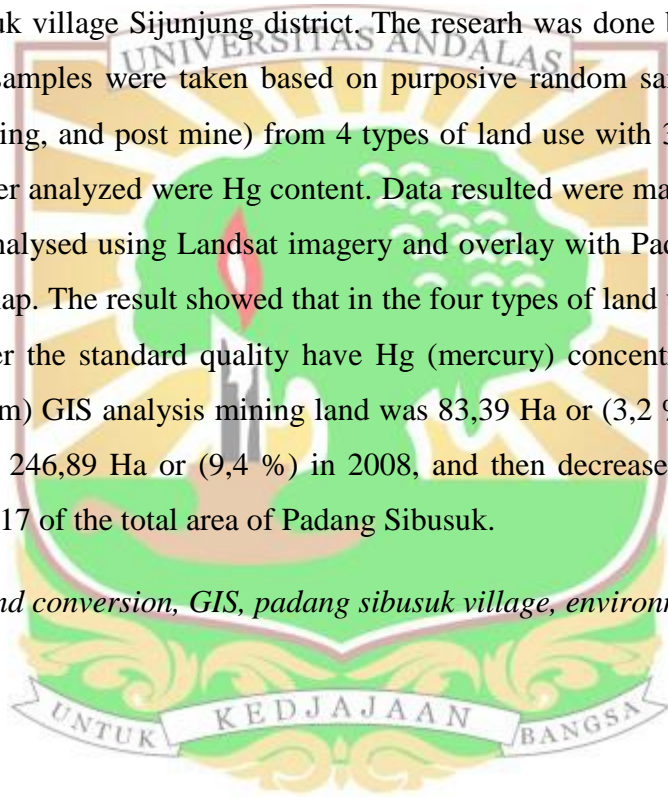 uk village Sijunjung district. The researh was done b
UNIVERSITAS ANDALAS
samples were taken based on purposive random sa
ing, and post mine) from 4 types of land use with 3
er analyzed were Hg content. Data resulted were ma
nalysed using Landsat imagery and overlay with Pad
ap. The result showed that in the four types of land
er the standard quality have Hg (mercury) concent
m) GIS analysis mining land was 83,39 Ha or (3,2 %
246,89 Ha or (9,4 %) in 2008, and then decrease
17 of the total area of Padang Sibusuk.
nd conversion, GIS, padang sibusuk village, environ
UNTUK KEDJAJAAN BANGSA